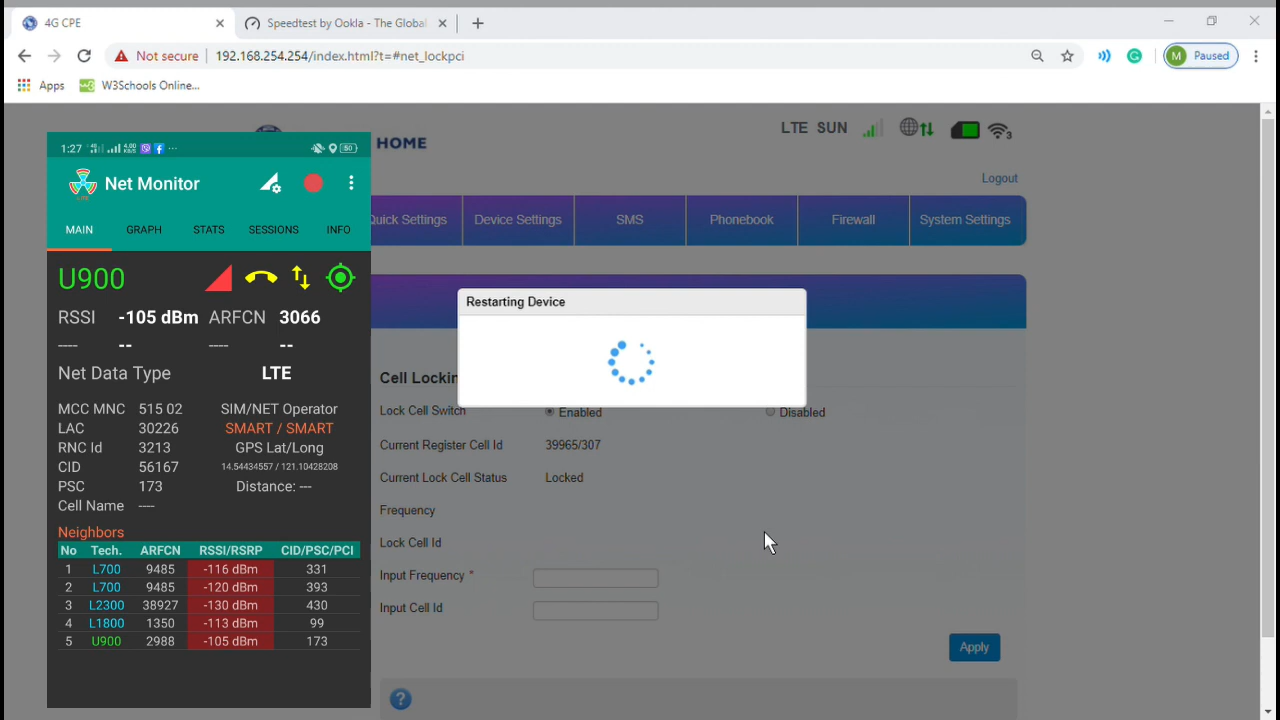 4G CPE
Speedtest by Ookla - The Global
Not secure
192.168.254.254/index.html?t=#net_lockpci
M
Paused
Apps
W3Schools Online...
HOME
LTE SUN
3
Logout
Quick Settings
Device Settings
SMS
Phonebook
Firewall
System Settings
Restarting Device
Cell Lockin
Lock Cell Switch
Enabled
Disabled
Current Register Cell Id
39965/307
Current Lock Cell Status
Locked
Frequency
Lock Cell Id
Input Frequency *
Input Cell Id
Apply
?
1:27
80
Net Monitor
MAIN GRAPH STATS SESSIONS INFO
U900
RSSI -105 dBm ARFCN 3066
---- -- ---- --
Net Data Type LTE
MCC MNC 515 02 SIM/NET Operator
LAC 30226 SMART / SMART
RNC Id 3213 GPS Lat/Long
CID 56167 14.54434557 / 121.10428208
PSC 173 Distance: ---
Cell Name ----
Neighbors
No Tech. ARFCN RSSI/RSRP CID/PSC/PCI
1 L700 9485 -116 dBm 331
2 L700 9485 -120 dBm 393
3 L2300 38927 -130 dBm 430
4 L1800 1350 -113 dBm 99
5 U900 2988 -105 dBm 173